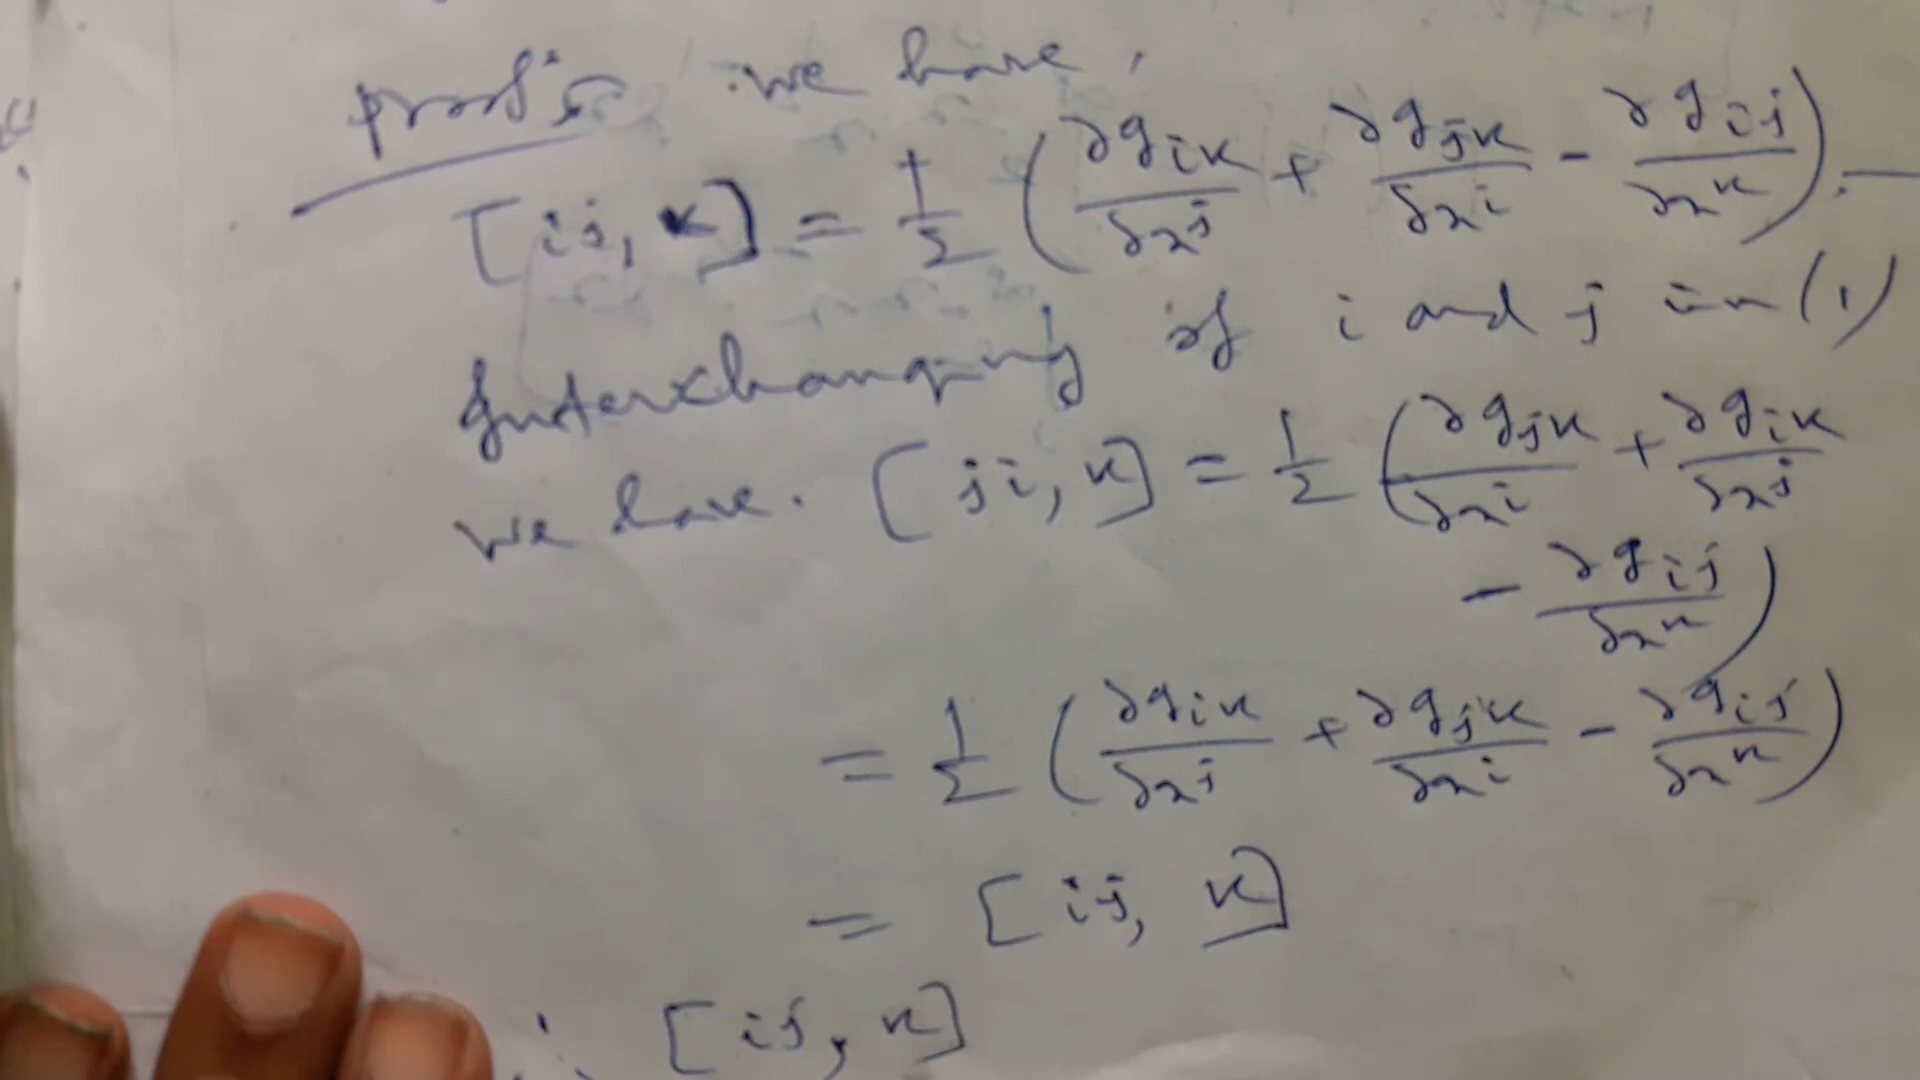 proof :- we have,
[ij, k] = 1/2 (∂g_ik/∂x^j + ∂g_jk/∂x^i - ∂g_ij/∂x^k). —
Interchanging of i and j in (1)
we have. [ji, k] = 1/2 (∂g_jk/∂x^i + ∂g_ik/∂x^j
- ∂g_ij/∂x^k)
= 1/2 (∂g_ik/∂x^j + ∂g_jk/∂x^i - ∂g_ij/∂x^k)
= [ij, k]
[ij, k]